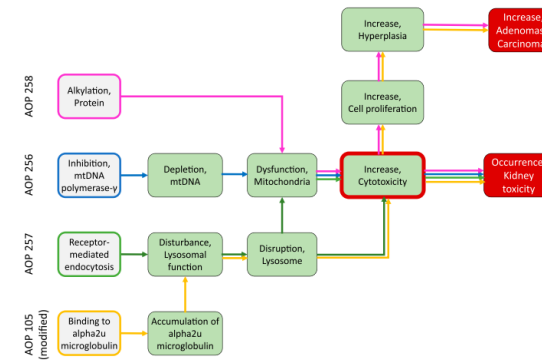 Increase,
Hyperplasia
Increase,
Adenomas
Carcinoma
AOP 258
Alkylation,
Protein
Increase,
Cell proliferation
AOP 256
Inhibition,
mtDNA
polymerase-γ
Depletion,
mtDNA
Dysfunction,
Mitochondria
Increase,
Cytotoxicity
Occurrence
Kidney
toxicity
AOP 257
Receptor-
mediated
endocytosis
Disturbance,
Lysosomal
function
Disruption,
Lysosome
AOP 105
(modified)
Binding to
alpha2u
microglobulin
Accumulation of
alpha2u
microglobulin